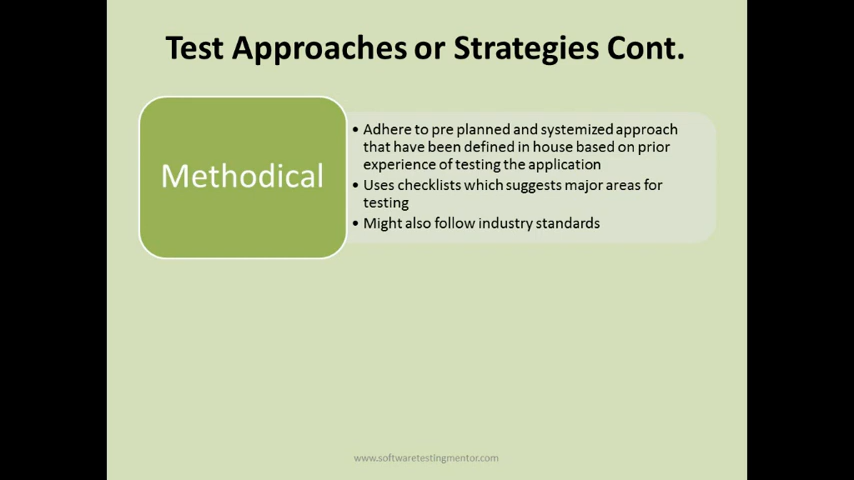 Test Approaches or Strategies Cont.
Methodical
• Adhere to pre planned and systemized approach
that have been defined in house based on prior
experience of testing the application
• Uses checklists which suggests major areas for
testing
• Might also follow industry standards
www.softwaretestingmentor.com